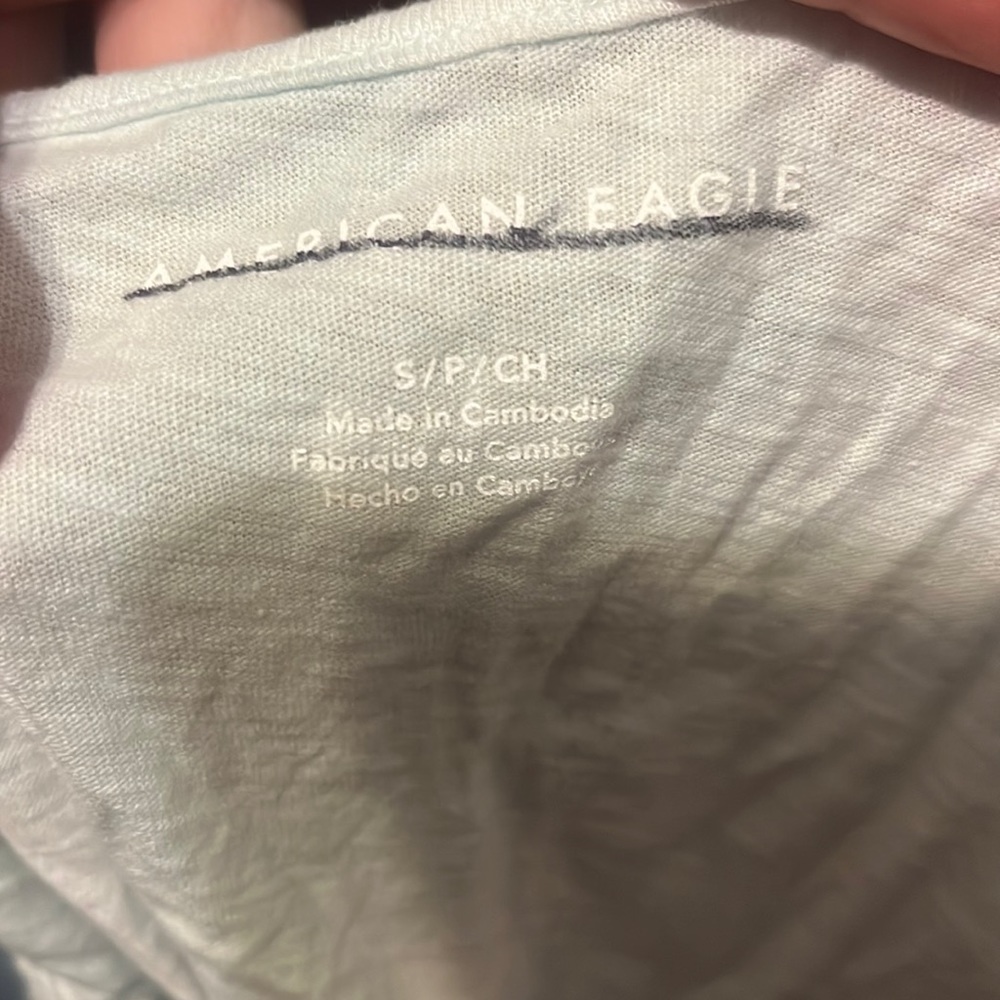 AMERICAN EAGLE
S/P/CH
Made in Cambodia
Fabriqué au
Hecho en